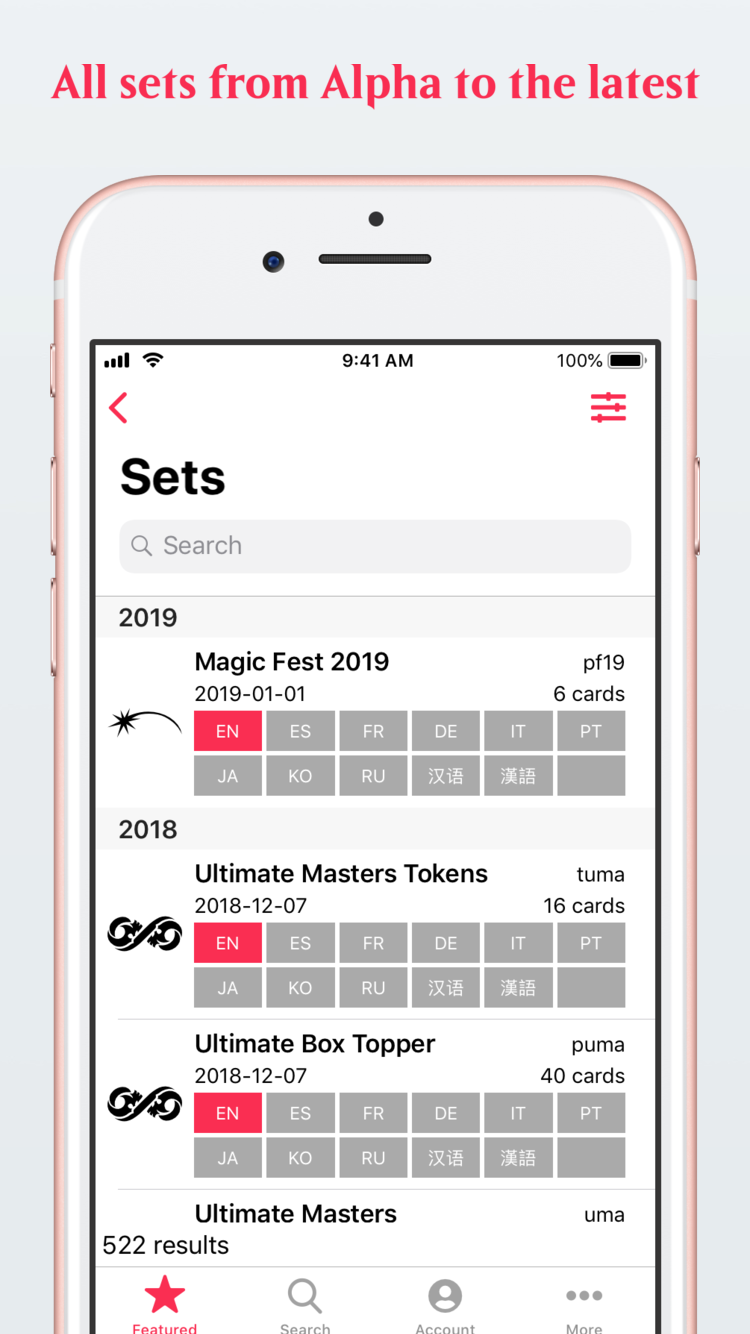 All sets from Alpha to the latest
9:41 AM 100%
Sets
Search
2019
Magic Fest 2019 pf19
2019-01-01 6 cards
EN ES FR DE IT PT
JA KO RU 汉语 漢語
2018
Ultimate Masters Tokens tuma
2018-12-07 16 cards
EN ES FR DE IT PT
JA KO RU 汉语 漢語
Ultimate Box Topper puma
2018-12-07 40 cards
EN ES FR DE IT PT
JA KO RU 汉语 漢語
Ultimate Masters uma
522 results
Featured Search Account More